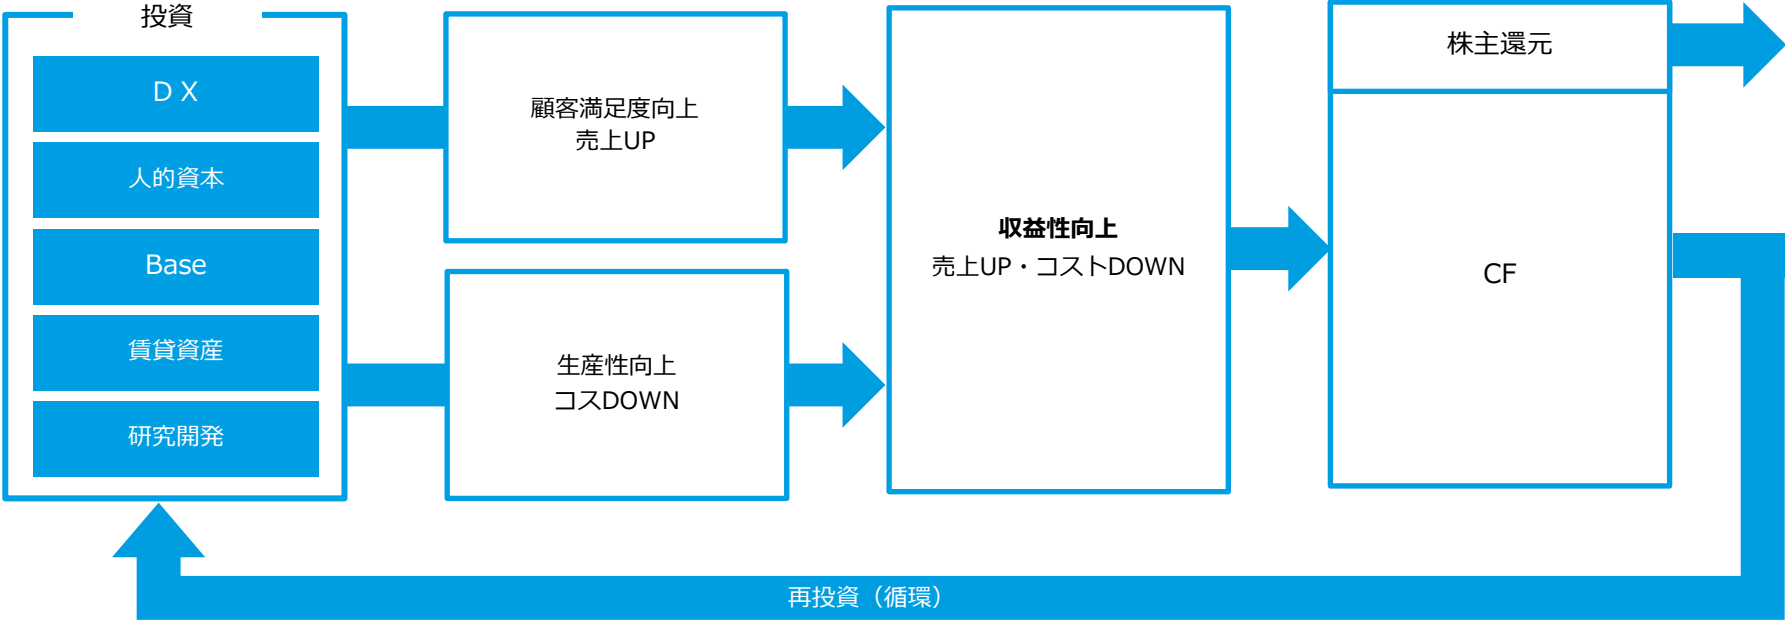 投資
ＤＸ
人的資本
Base
賃貸資産
研究開発
顧客満足度向上
売上UP
生産性向上
コスDOWN
収益性向上
売上UP・コストDOWN
株主還元
CF
再投資（循環）